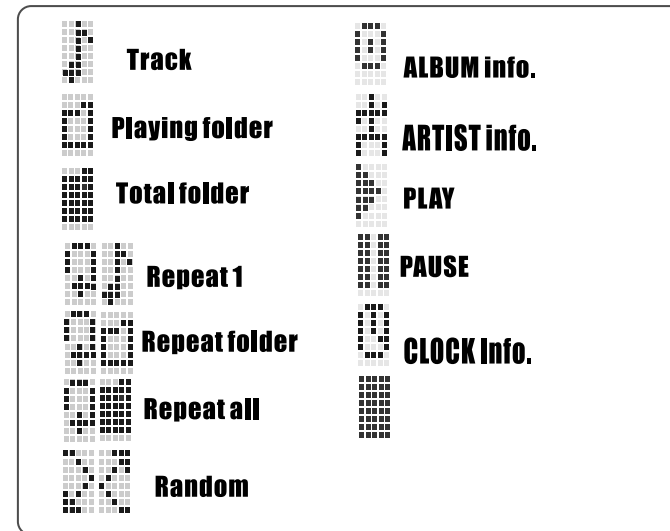 Track
Playing folder
Total folder
Repeat 1
Repeat folder
Repeat all
Random
ALBUM info.
ARTIST info.
PLAY
PAUSE
CLOCK Info.